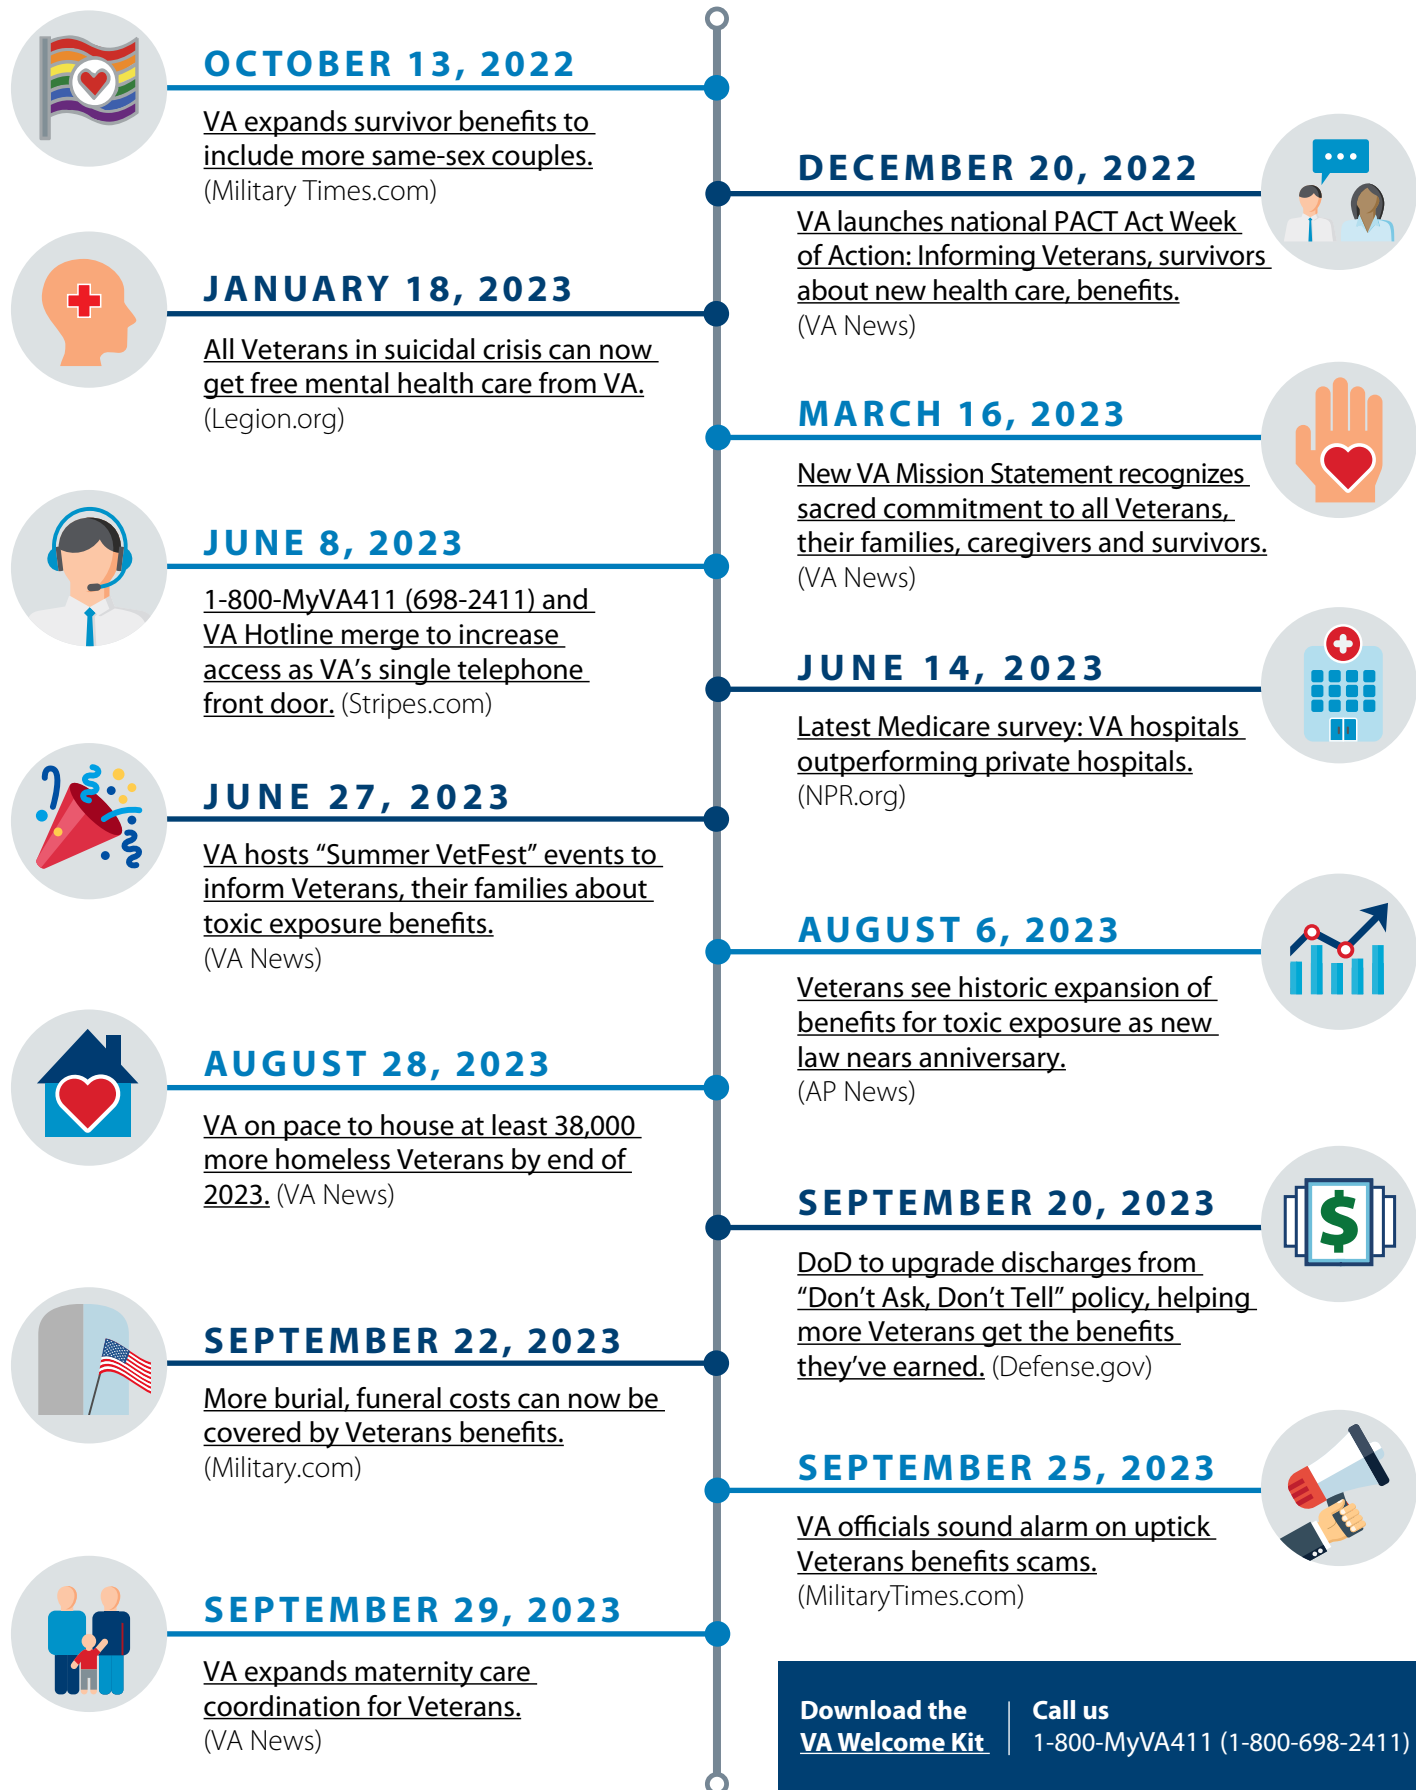 OCTOBER 13, 2022
VA expands survivor benefits to
include more same-sex couples.
(Military Times.com)
DECEMBER 20, 2022
VA launches national PACT Act Week
of Action: Informing Veterans, survivors
about new health care, benefits.
(VA News)
JANUARY 18, 2023
All Veterans in suicidal crisis can now
get free mental health care from VA.
(Legion.org)
MARCH 16, 2023
New VA Mission Statement recognizes
sacred commitment to all Veterans,
their families, caregivers and survivors.
(VA News)
JUNE 8, 2023
1-800-MyVA411 (698-2411) and
VA Hotline merge to increase
access as VA’s single telephone
front door. (Stripes.com)
JUNE 14, 2023
Latest Medicare survey: VA hospitals
outperforming private hospitals.
(NPR.org)
JUNE 27, 2023
VA hosts “Summer VetFest” events to
inform Veterans, their families about
toxic exposure benefits.
(VA News)
AUGUST 6, 2023
Veterans see historic expansion of
benefits for toxic exposure as new
law nears anniversary.
(AP News)
AUGUST 28, 2023
VA on pace to house at least 38,000
more homeless Veterans by end of
2023. (VA News)
SEPTEMBER 20, 2023
DoD to upgrade discharges from
“Don’t Ask, Don’t Tell” policy, helping
more Veterans get the benefits
they’ve earned. (Defense.gov)
SEPTEMBER 22, 2023
More burial, funeral costs can now be
covered by Veterans benefits.
(Military.com)
SEPTEMBER 25, 2023
VA officials sound alarm on uptick
Veterans benefits scams.
(MilitaryTimes.com)
SEPTEMBER 29, 2023
VA expands maternity care
coordination for Veterans.
(VA News)
Download the
VA Welcome Kit
Call us
1-800-MyVA411 (1-800-698-2411)